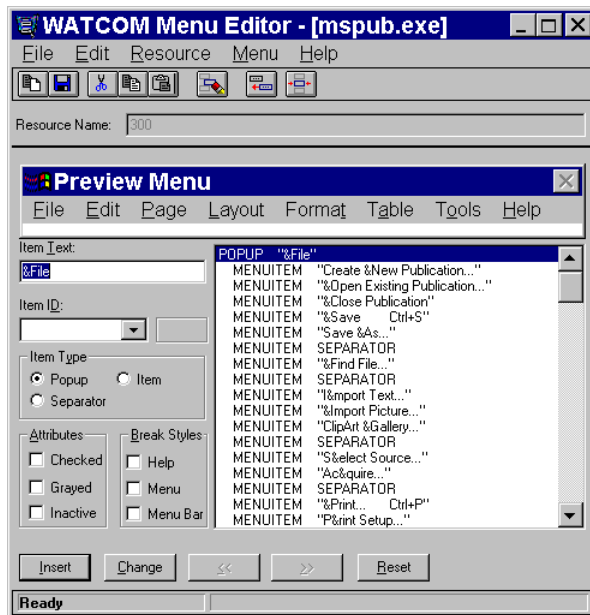 WATCOM Menu Editor - [mspub.exe]
File Edit Resource Menu Help
Resource Name: 300
Preview Menu
File Edit Page Layout Format Table Tools Help
Item Text:
&File
Item ID:
Item Type
Popup Item
Separator
Attributes
Checked
Grayed
Inactive
Break Styles
Help
Menu
Menu Bar
POPUP "&File"
MENUITEM "Create &New Publication..."
MENUITEM "&Open Existing Publication..."
MENUITEM "&Close Publication"
MENUITEM "&Save Ctrl+S"
MENUITEM "Save &As..."
MENUITEM SEPARATOR
MENUITEM "&Find File..."
MENUITEM SEPARATOR
MENUITEM "I&mport Text..."
MENUITEM "&Import Picture..."
MENUITEM "ClipArt &Gallery..."
MENUITEM SEPARATOR
MENUITEM "S&elect Source..."
MENUITEM "Ac&quire..."
MENUITEM SEPARATOR
MENUITEM "&Print... Ctrl+P"
MENUITEM "P&rint Setup..."
Insert Change << >> Reset
Ready